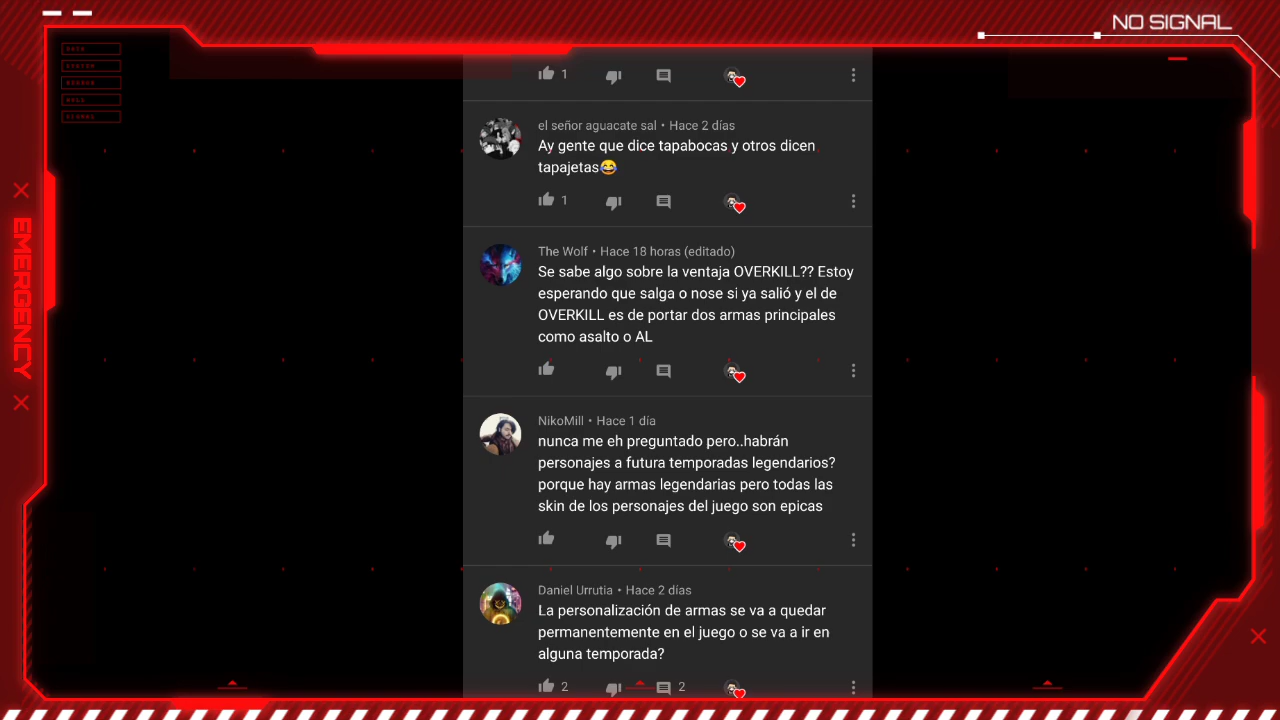 NO SIGNAL
DATA
SYSTEM
NULL
SIGNAL
EMERGENCY
1
el señor aguacate sal • Hace 2 días
Ay gente que dice tapabocas y otros dicen
tapajetas😂
1
The Wolf • Hace 18 horas (editado)
Se sabe algo sobre la ventaja OVERKILL?? Estoy
esperando que salga o nose si ya salió y el de
OVERKILL es de portar dos armas principales
como asalto o AL
NikoMill • Hace 1 día
nunca me eh preguntado pero..habrán
personajes a futura temporadas legendarios?
porque hay armas legendarias pero todas las
skin de los personajes del juego son epicas
Daniel Urrutia • Hace 2 días
La personalización de armas se va a quedar
permanentemente en el juego o se va a ir en
alguna temporada?
2 2